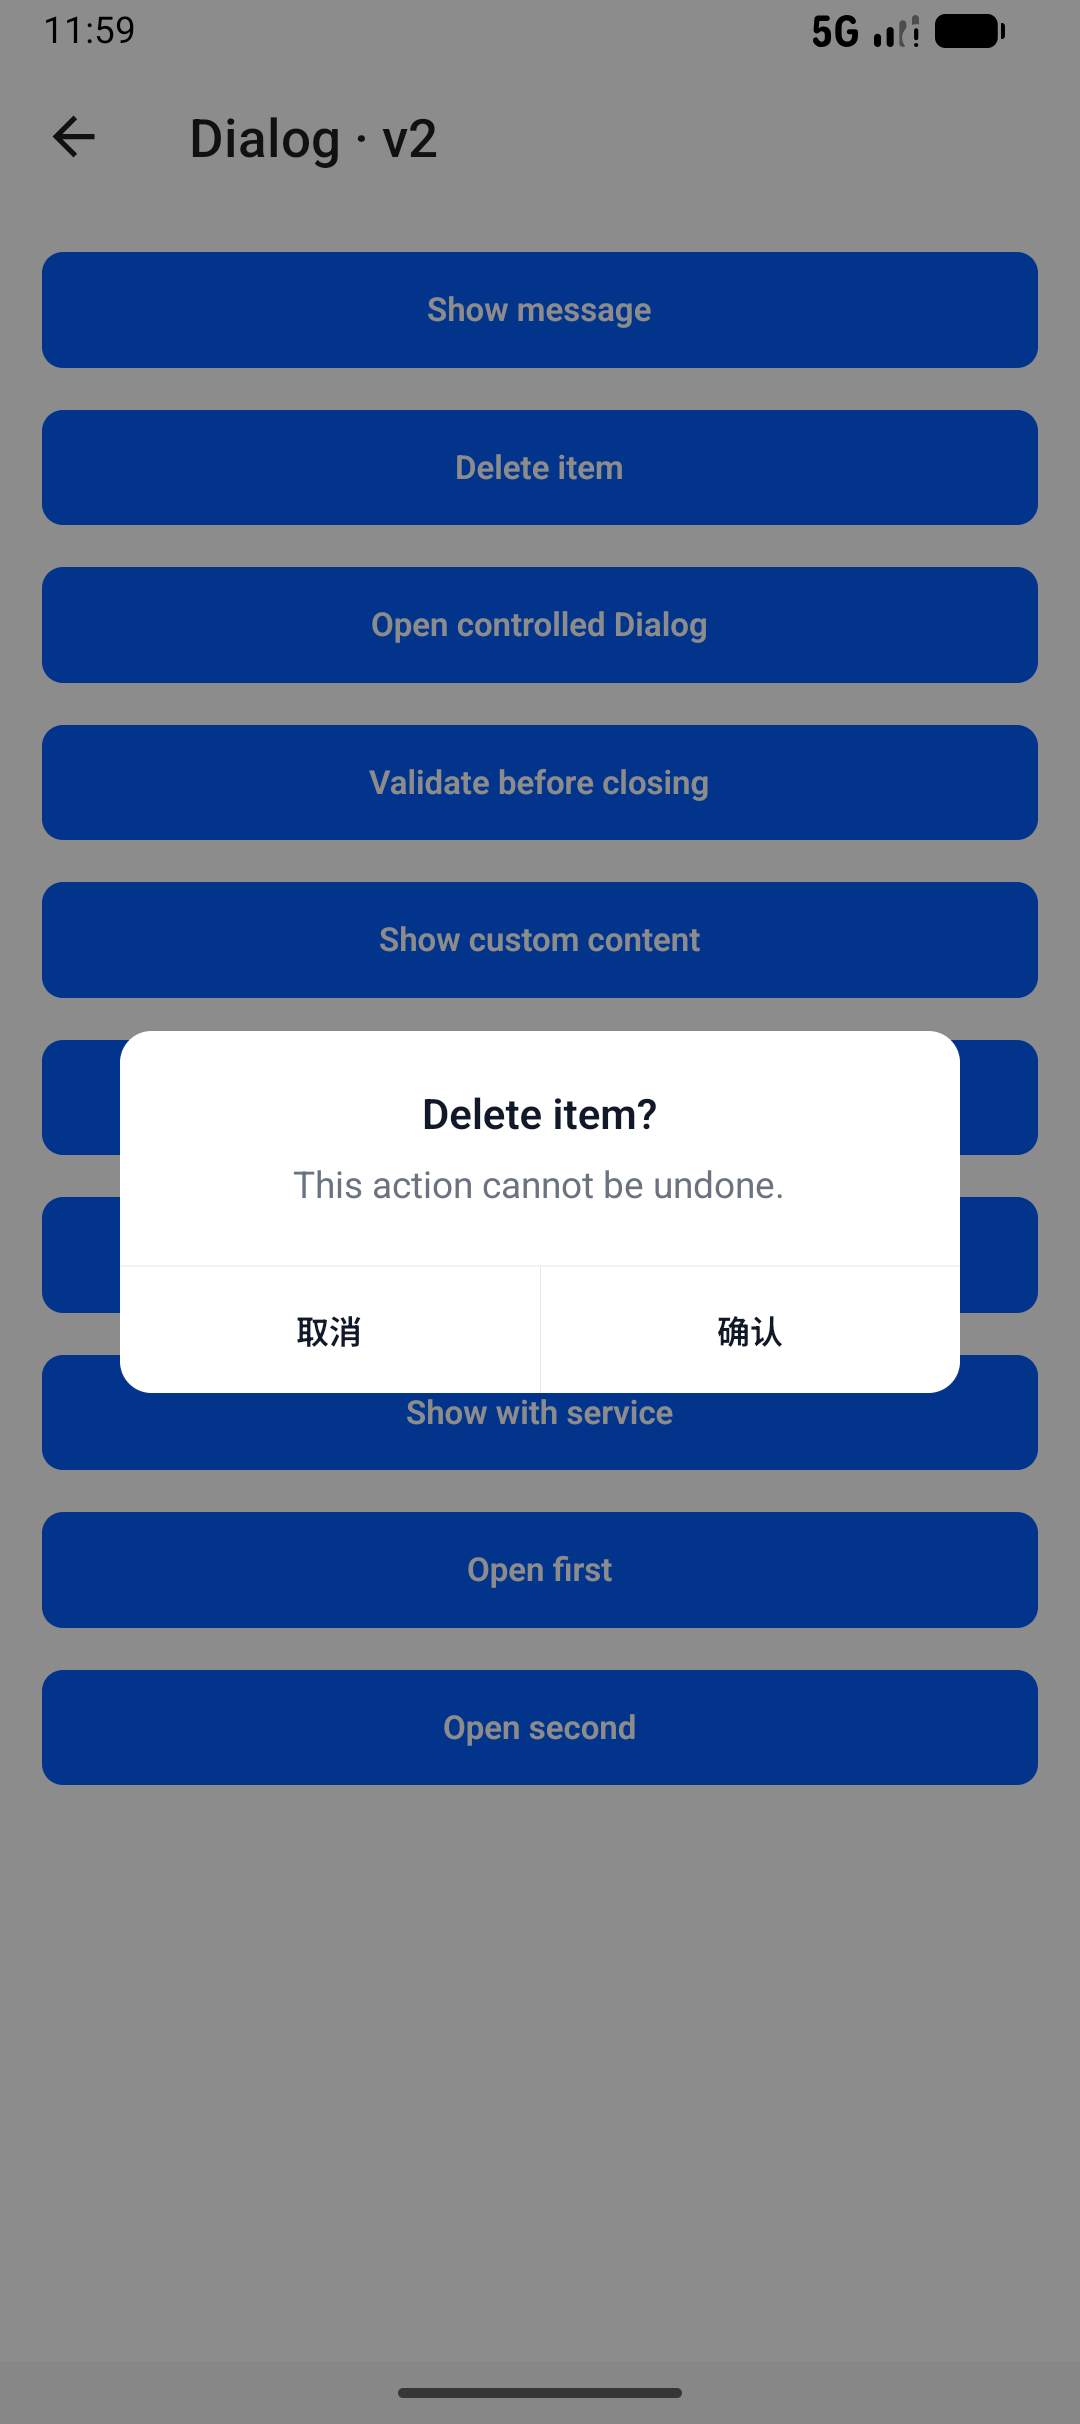 11:59
5G
Dialog · v2
Show message
Delete item
Open controlled Dialog
Validate before closing
Show custom content
Delete item?
This action cannot be undone.
取消
确认
Show with service
Open first
Open second